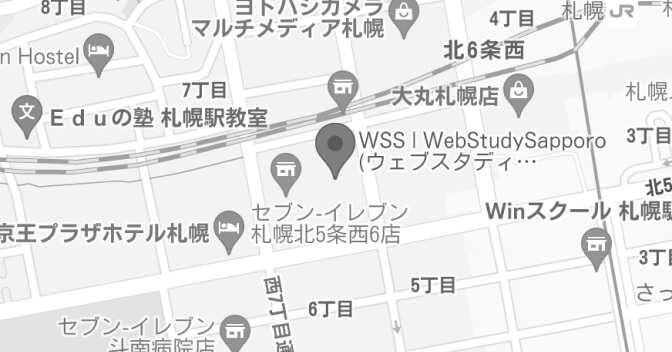 8丁目
ヨドバシカメラ
マルチメディア札幌
4丁目
札幌
JR
n Hostel
北6条西
7丁目
大丸札幌店
札幌
Eduの塾 札幌駅教室
WSS | WebStudySapporo
(ウェブスタディ…
3丁目
北5
セブン-イレブン
札幌北5条西6店
Winスクール 札幌駅
京王プラザホテル札幌
3丁目
5丁目
さっ
西7丁目通
6丁目
セブン-イレブン
斗南病院店